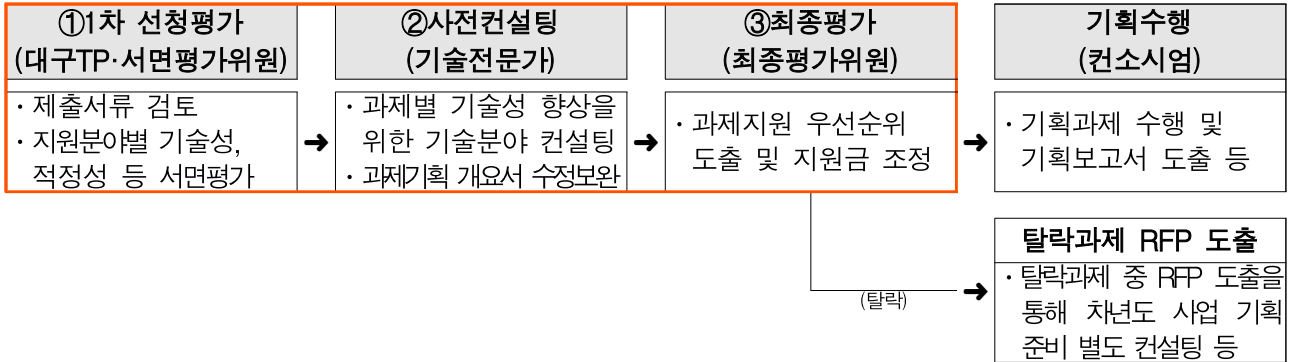 ①1차 선청평가
(대구TP·서면평가위원)
· 제출서류 검토
· 지원분야별 기술성,
적정성 등 서면평가
➜
②사전컨설팅
(기술전문가)
· 과제별 기술성 향상을
위한 기술분야 컨설팅
· 과제기획 개요서 수정보완
➜
③최종평가
(최종평가위원)
· 과제지원 우선순위
도출 및 지원금 조정
➜
기획수행
(컨소시엄)
· 기획과제 수행 및
기획보고서 도출 등
(탈락)
➜
탈락과제 RFP 도출
· 탈락과제 중 RFP 도출을
통해 차년도 사업 기획
준비 별도 컨설팅 등